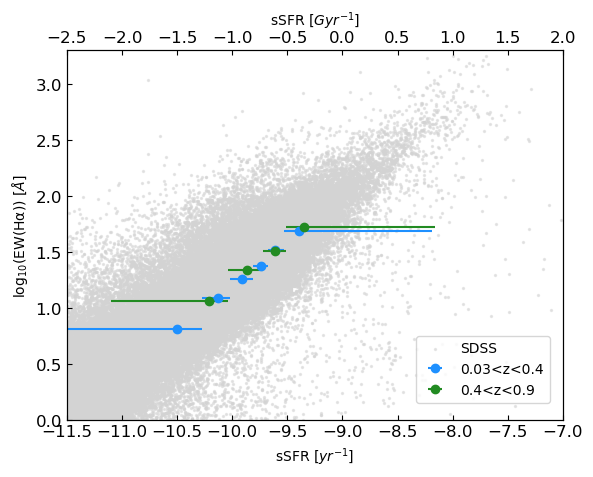 sSFR [Gyr⁻¹]
−2.5 −2.0 −1.5 −1.0 −0.5 0.0 0.5 1.0 1.5 2.0
3.0
2.5
2.0
1.5
1.0
0.5
0.0
log₁₀(EW(Hα)) [Å]
SDSS
0.03<z<0.4
0.4<z<0.9
−11.5 −11.0 −10.5 −10.0 −9.5 −9.0 −8.5 −8.0 −7.5 −7.0
sSFR [yr⁻¹]